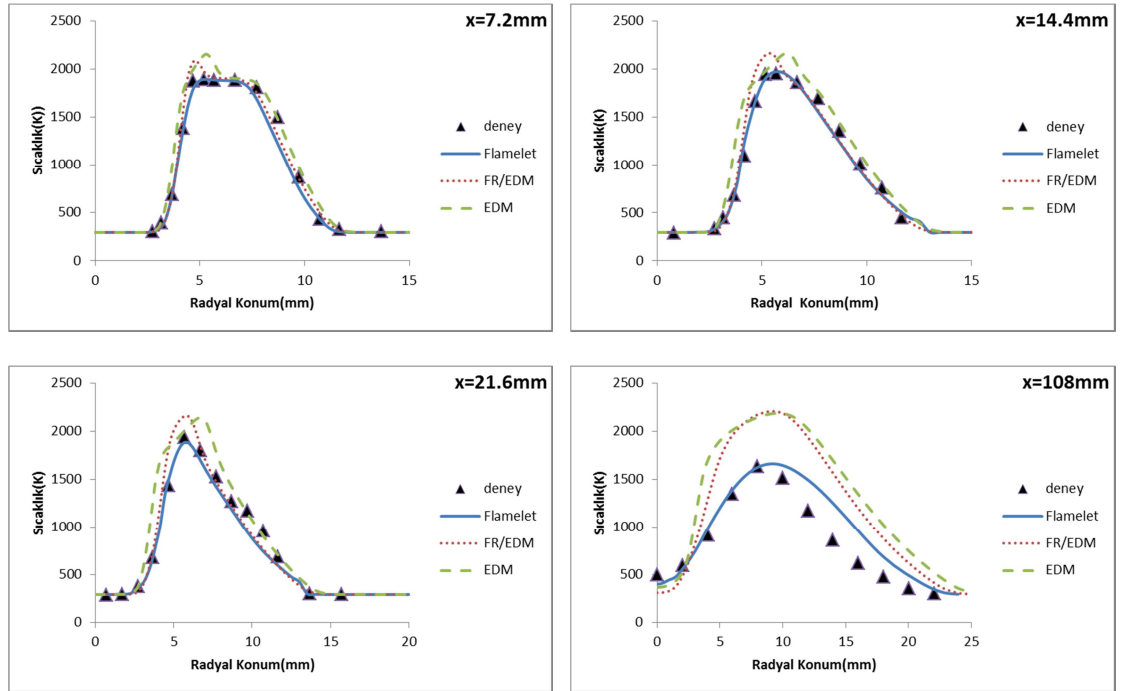 x=7.2mm
2500
2000
1500
1000
500
0
Sıcaklık(K))
0 5 10 15
Radyal Konum(mm)
deney
Flamelet
FR/EDM
EDM
x=14.4mm
2500
2000
1500
1000
500
0
Sıcaklık(K)
0 5 10 15
Radyal Konum(mm)
deney
Flamelet
FR/EDM
EDM
x=21.6mm
2500
2000
1500
1000
500
0
Sıcaklık(K)
0 5 10 15 20
Radyal Konum(mm)
deney
Flamelet
FR/EDM
EDM
x=108mm
2500
2000
1500
1000
500
0
Sıcaklık(K)
0 5 10 15 20 25
Radyal Konum(mm)
deney
Flamelet
FR/EDM
EDM